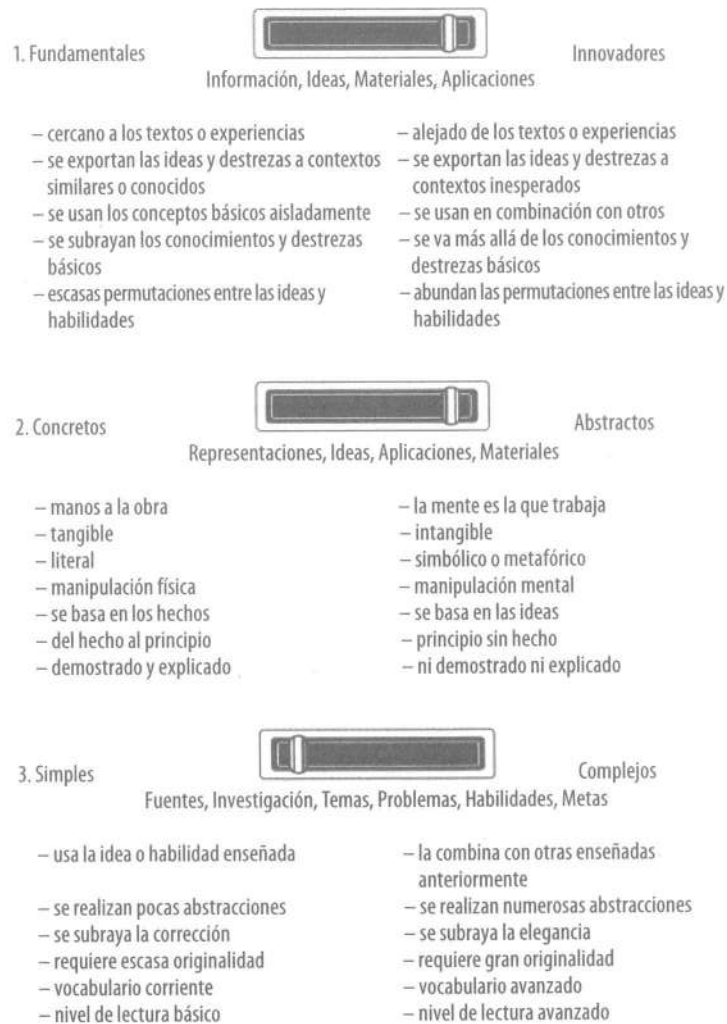 1. Fundamentales
Innovadores
Información, Ideas, Materiales, Aplicaciones
– cercano a los textos o experiencias
– se exportan las ideas y destrezas a contextos
similares o conocidos
– se usan los conceptos básicos aisladamente
– se subrayan los conocimientos y destrezas
básicos
– escasas permutaciones entre las ideas y
habilidades
– alejado de los textos o experiencias
– se exportan las ideas y destrezas a
contextos inesperados
– se usan en combinación con otros
– se va más allá de los conocimientos y
destrezas básicos
– abundan las permutaciones entre las ideas y
habilidades
2. Concretos
Abstractos
Representaciones, Ideas, Aplicaciones, Materiales
– manos a la obra
– tangible
– literal
– manipulación física
– se basa en los hechos
– del hecho al principio
– demostrado y explicado
– la mente es la que trabaja
– intangible
– simbólico o metafórico
– manipulación mental
– se basa en las ideas
– principio sin hecho
– ni demostrado ni explicado
3. Simples
Complejos
Fuentes, Investigación, Temas, Problemas, Habilidades, Metas
– usa la idea o habilidad enseñada
– se realizan pocas abstracciones
– se subraya la corrección
– requiere escasa originalidad
– vocabulario corriente
– nivel de lectura básico
– la combina con otras enseñadas
anteriormente
– se realizan numerosas abstracciones
– se subraya la elegancia
– requiere gran originalidad
– vocabulario avanzado
– nivel de lectura avanzado